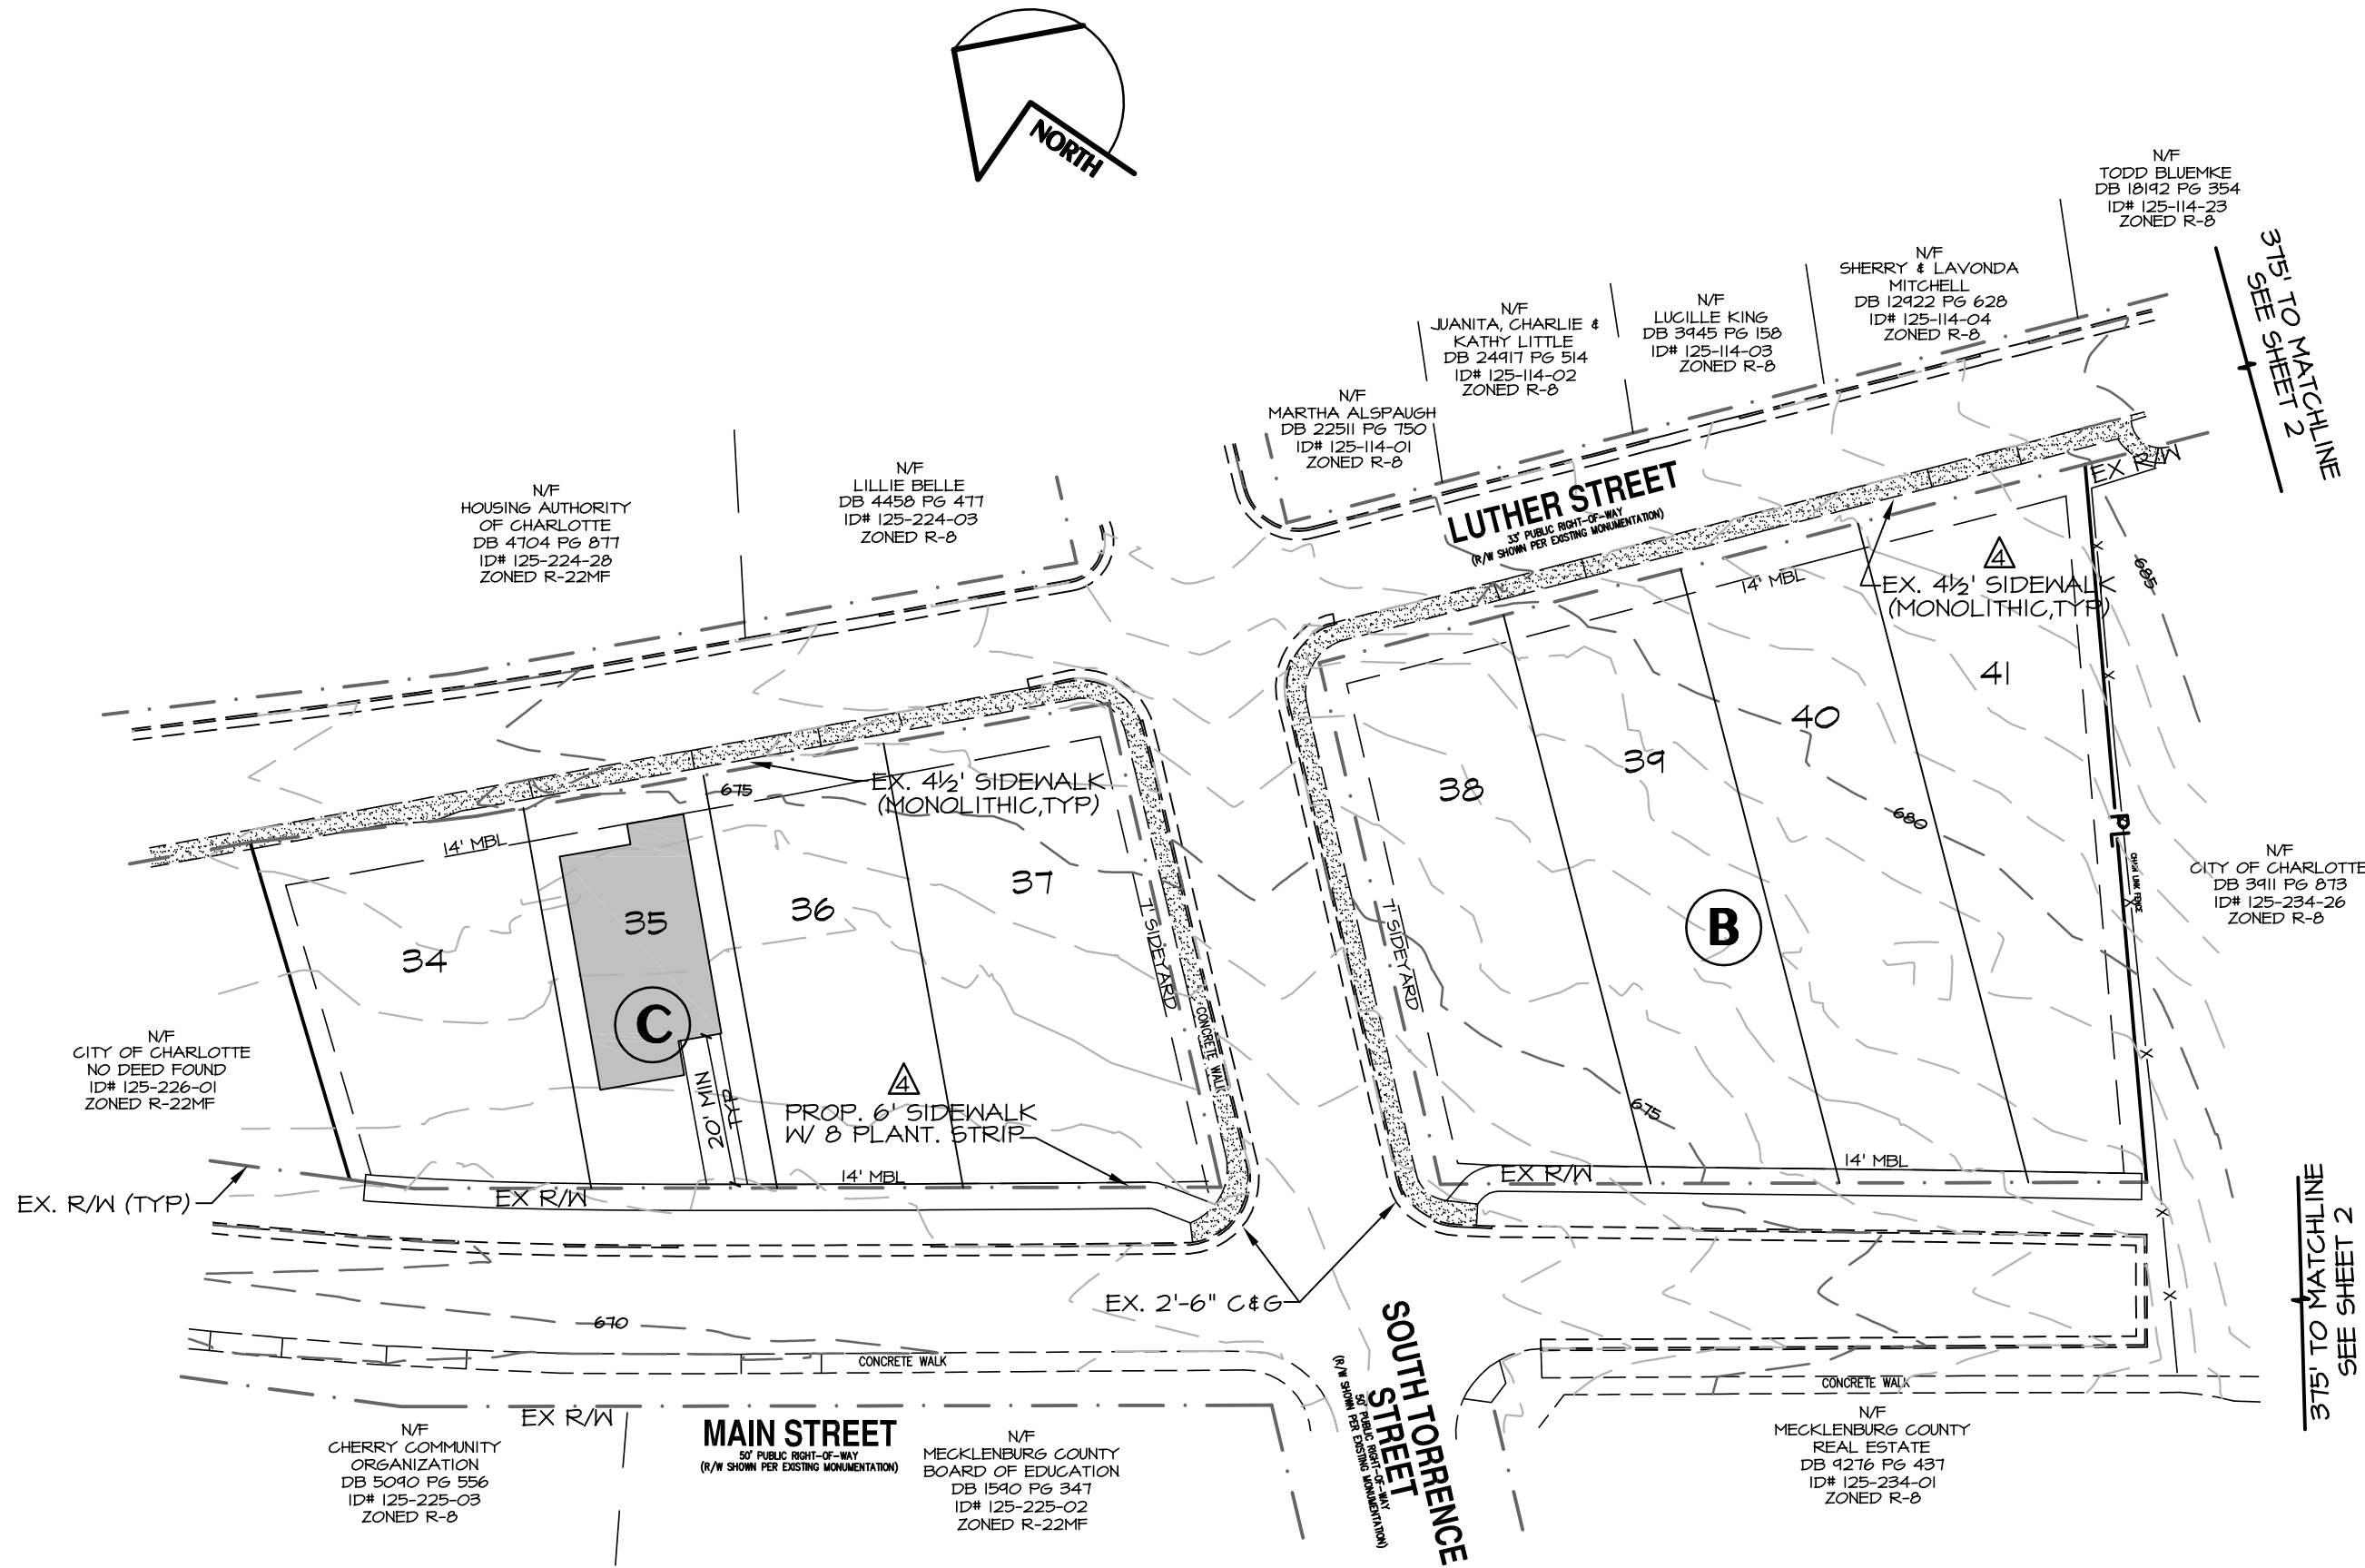 NORTH
N/F
TODD BLUEMKE
DB 18192 PG 354
ID# 125-114-23
ZONED R-8
375' TO MATCHLINE
SEE SHEET 2
N/F
SHERRY & LAVONDA
MITCHELL
DB 12922 PG 628
ID# 125-114-04
ZONED R-8
N/F
LUCILLE KING
DB 3945 PG 158
ID# 125-114-03
ZONED R-8
N/F
JUANITA, CHARLIE &
KATHY LITTLE
DB 24917 PG 514
ID# 125-114-02
ZONED R-8
N/F
MARTHA ALSPAUGH
DB 22511 PG 750
ID# 125-114-01
ZONED R-8
N/F
LILLIE BELLE
DB 4458 PG 477
ID# 125-224-03
ZONED R-8
N/F
HOUSING AUTHORITY
OF CHARLOTTE
DB 4704 PG 877
ID# 125-224-28
ZONED R-22MF
LUTHER STREET
33' PUBLIC RIGHT-OF-WAY
(R/W SHOWN PER EXISTING MONUMENTATION)
EX R/W
4
EX. 4½' SIDEWALK
(MONOLITHIC,TYP)
14' MBL
685
41
40
39
38
680
B
PL
CHAIN LINK FENCE
X
X
X
X
X
X
7' SIDEYARD
675
N/F
CITY OF CHARLOTTE
DB 3911 PG 873
ID# 125-234-26
ZONED R-8
EX. 4½' SIDEWALK
(MONOLITHIC,TYP)
675
14' MBL
34
35
36
37
C
7' SIDEYARD
CONCRETE WALK
20' MIN
TYP
4
PROP. 6' SIDEWALK
W/ 8 PLANT. STRIP
14' MBL
N/F
CITY OF CHARLOTTE
NO DEED FOUND
ID# 125-226-01
ZONED R-22MF
EX. R/W (TYP)
EX R/W
EX R/W
14' MBL
EX. 2'-6" C&G
670
CONCRETE WALK
CONCRETE WALK
375' TO MATCHLINE
SEE SHEET 2
EX R/W
MAIN STREET
50' PUBLIC RIGHT-OF-WAY
(R/W SHOWN PER EXISTING MONUMENTATION)
SOUTH TORRENCE
STREET
50' PUBLIC RIGHT-OF-WAY
(R/W SHOWN PER EXISTING MONUMENTATION)
N/F
CHERRY COMMUNITY
ORGANIZATION
DB 5090 PG 556
ID# 125-225-03
ZONED R-8
N/F
MECKLENBURG COUNTY
BOARD OF EDUCATION
DB 1590 PG 347
ID# 125-225-02
ZONED R-22MF
N/F
MECKLENBURG COUNTY
REAL ESTATE
DB 9276 PG 437
ID# 125-234-01
ZONED R-8